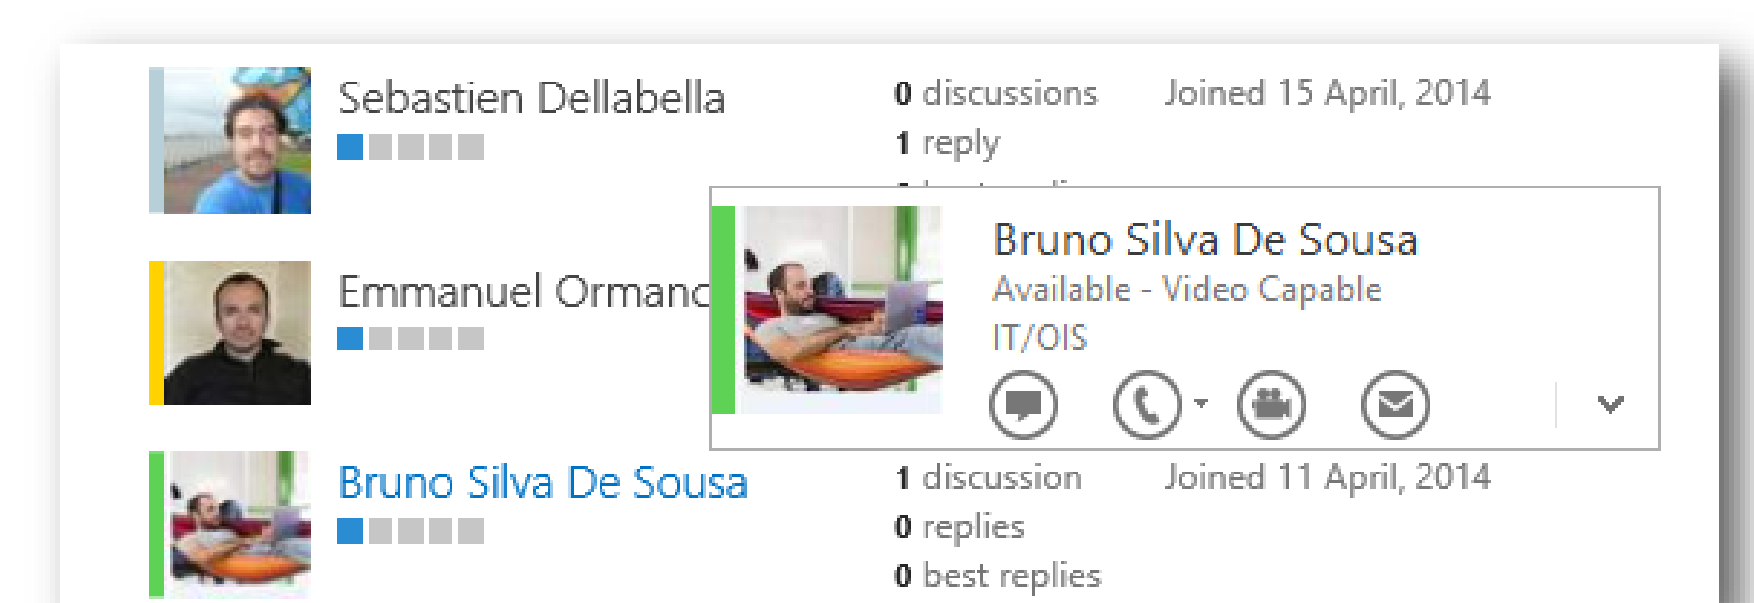 Sebastien Dellabella
0 discussions
Joined 15 April, 2014
1 reply
Emmanuel
Bruno Silva De Sousa
Available - Video Capable
IT/OIS
Bruno Silva De Sousa
1 discussion
Joined 11 April, 2014
0 replies
0 best replies